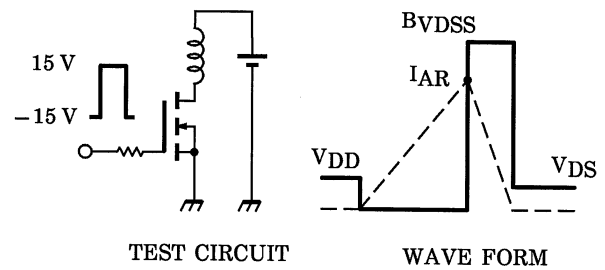 15 V
−15 V
TEST CIRCUIT
BVDSS
IAR
VDD
VDS
WAVE FORM